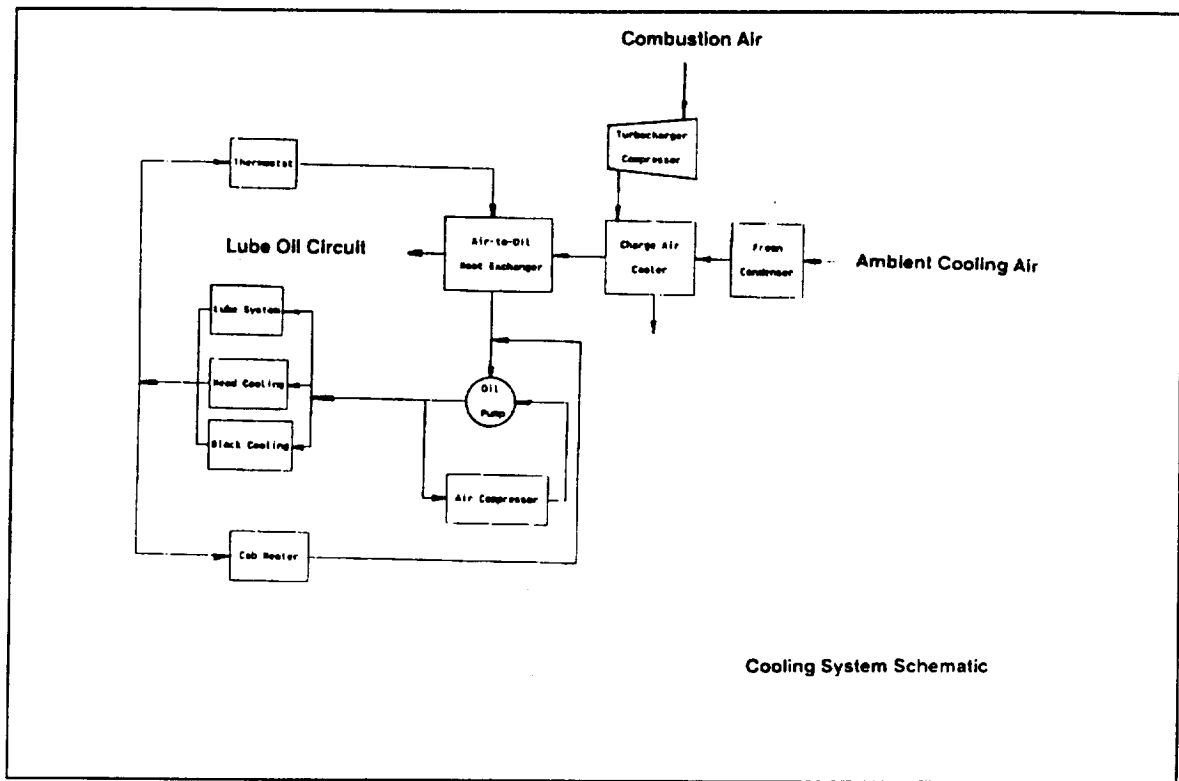 Combustion Air
Turbocharger
Compressor
Thermostat
Lube Oil Circuit
Air-to-Oil
Heat Exchanger
Charge Air
Cooler
Freon
Condenser
Ambient Cooling Air
Lube System
Head Cooling
Block Cooling
Oil
Pump
Air Compressor
Cab Heater
Cooling System Schematic